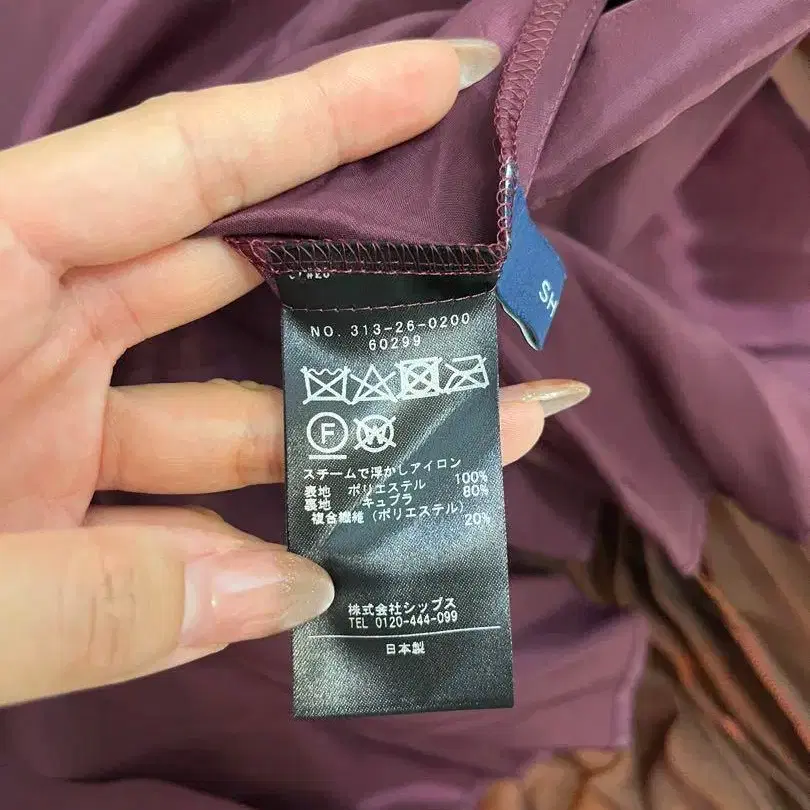 NO. 313-26-0200
60299
F
W
スチームで浮かしアイロン
表地 ポリエステル 100%
裏地 キュプラ 80%
複合繊維 (ポリエステル) 20%
株式会社シップス
TEL 0120-444-099
日本製
SH